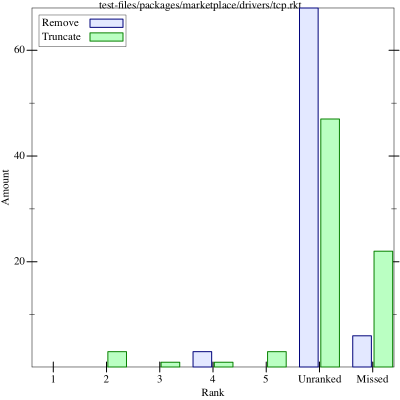 test-files/packages/marketplace/drivers/tcp.rkt
Remove
Truncate
60
40
20
Amount
1 2 3 4 5 Unranked Missed
Rank